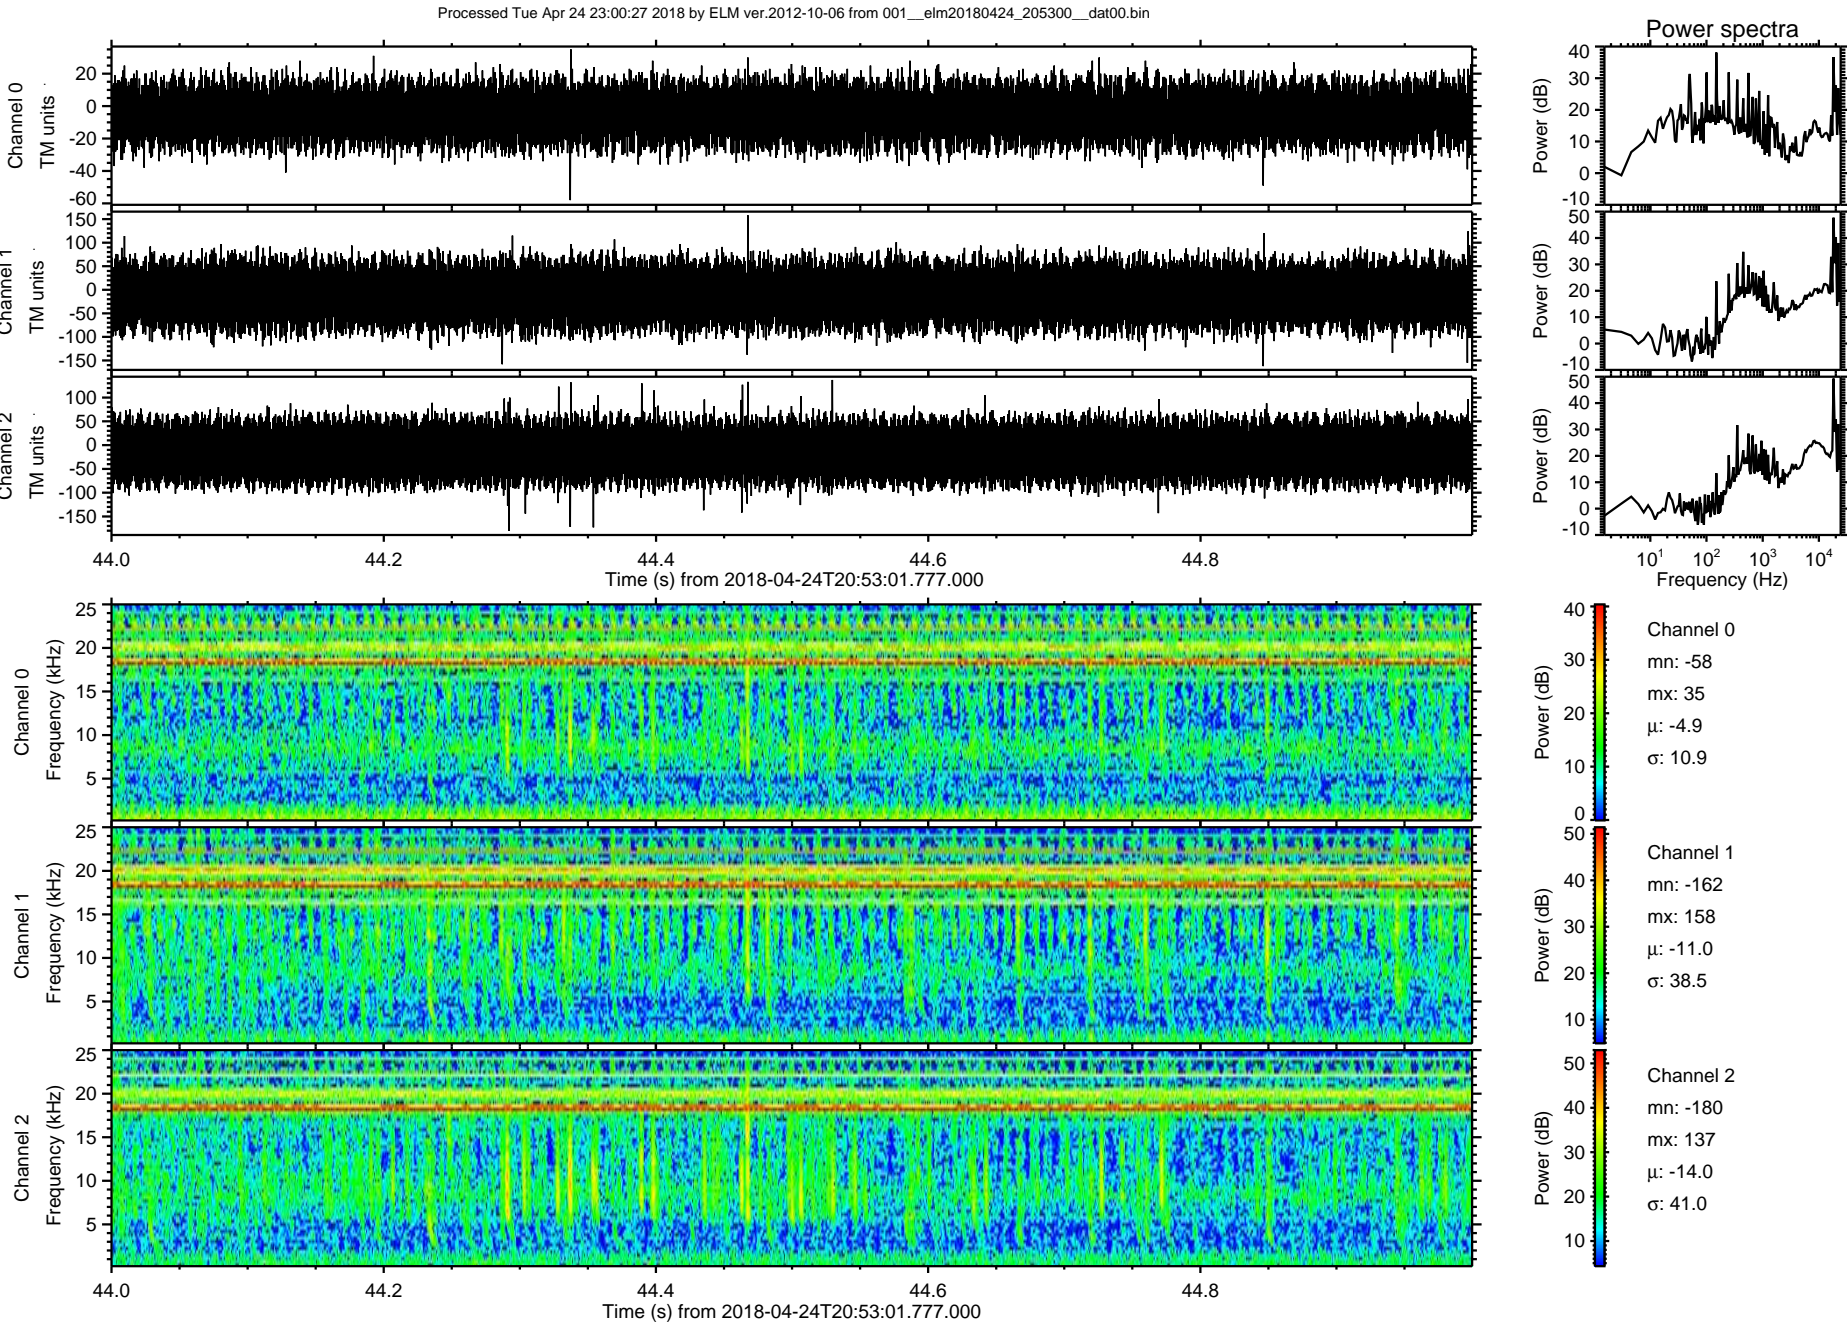 Processed Tue Apr 24 23:00:27 2018 by ELM ver.2012-10-06 from 001__elm20180424_205300__dat00.bin
Power spectra
Channel 0
TM units
20
0
-20
-40
-60
Power (dB)
40
30
20
10
0
-10
Channel 1
TM units
150
100
50
0
-50
-100
-150
Power (dB)
50
40
30
20
10
0
-10
Channel 2
TM units
100
50
0
-50
-100
-150
Power (dB)
50
40
30
20
10
0
-10
44.0 44.2 44.4 44.6 44.8
Time (s) from 2018-04-24T20:53:01.777.000
10¹ 10² 10³ 10⁴
Frequency (Hz)
Channel 0
Frequency (kHz)
25
20
15
10
5
Power (dB)
40
30
20
10
0
Channel 0
mn: -58
mx: 35
μ: -4.9
σ: 10.9
Channel 1
Frequency (kHz)
25
20
15
10
5
Power (dB)
50
40
30
20
10
Channel 1
mn: -162
mx: 158
μ: -11.0
σ: 38.5
Channel 2
Frequency (kHz)
25
20
15
10
5
Power (dB)
50
40
30
20
10
Channel 2
mn: -180
mx: 137
μ: -14.0
σ: 41.0
44.0 44.2 44.4 44.6 44.8
Time (s) from 2018-04-24T20:53:01.777.000